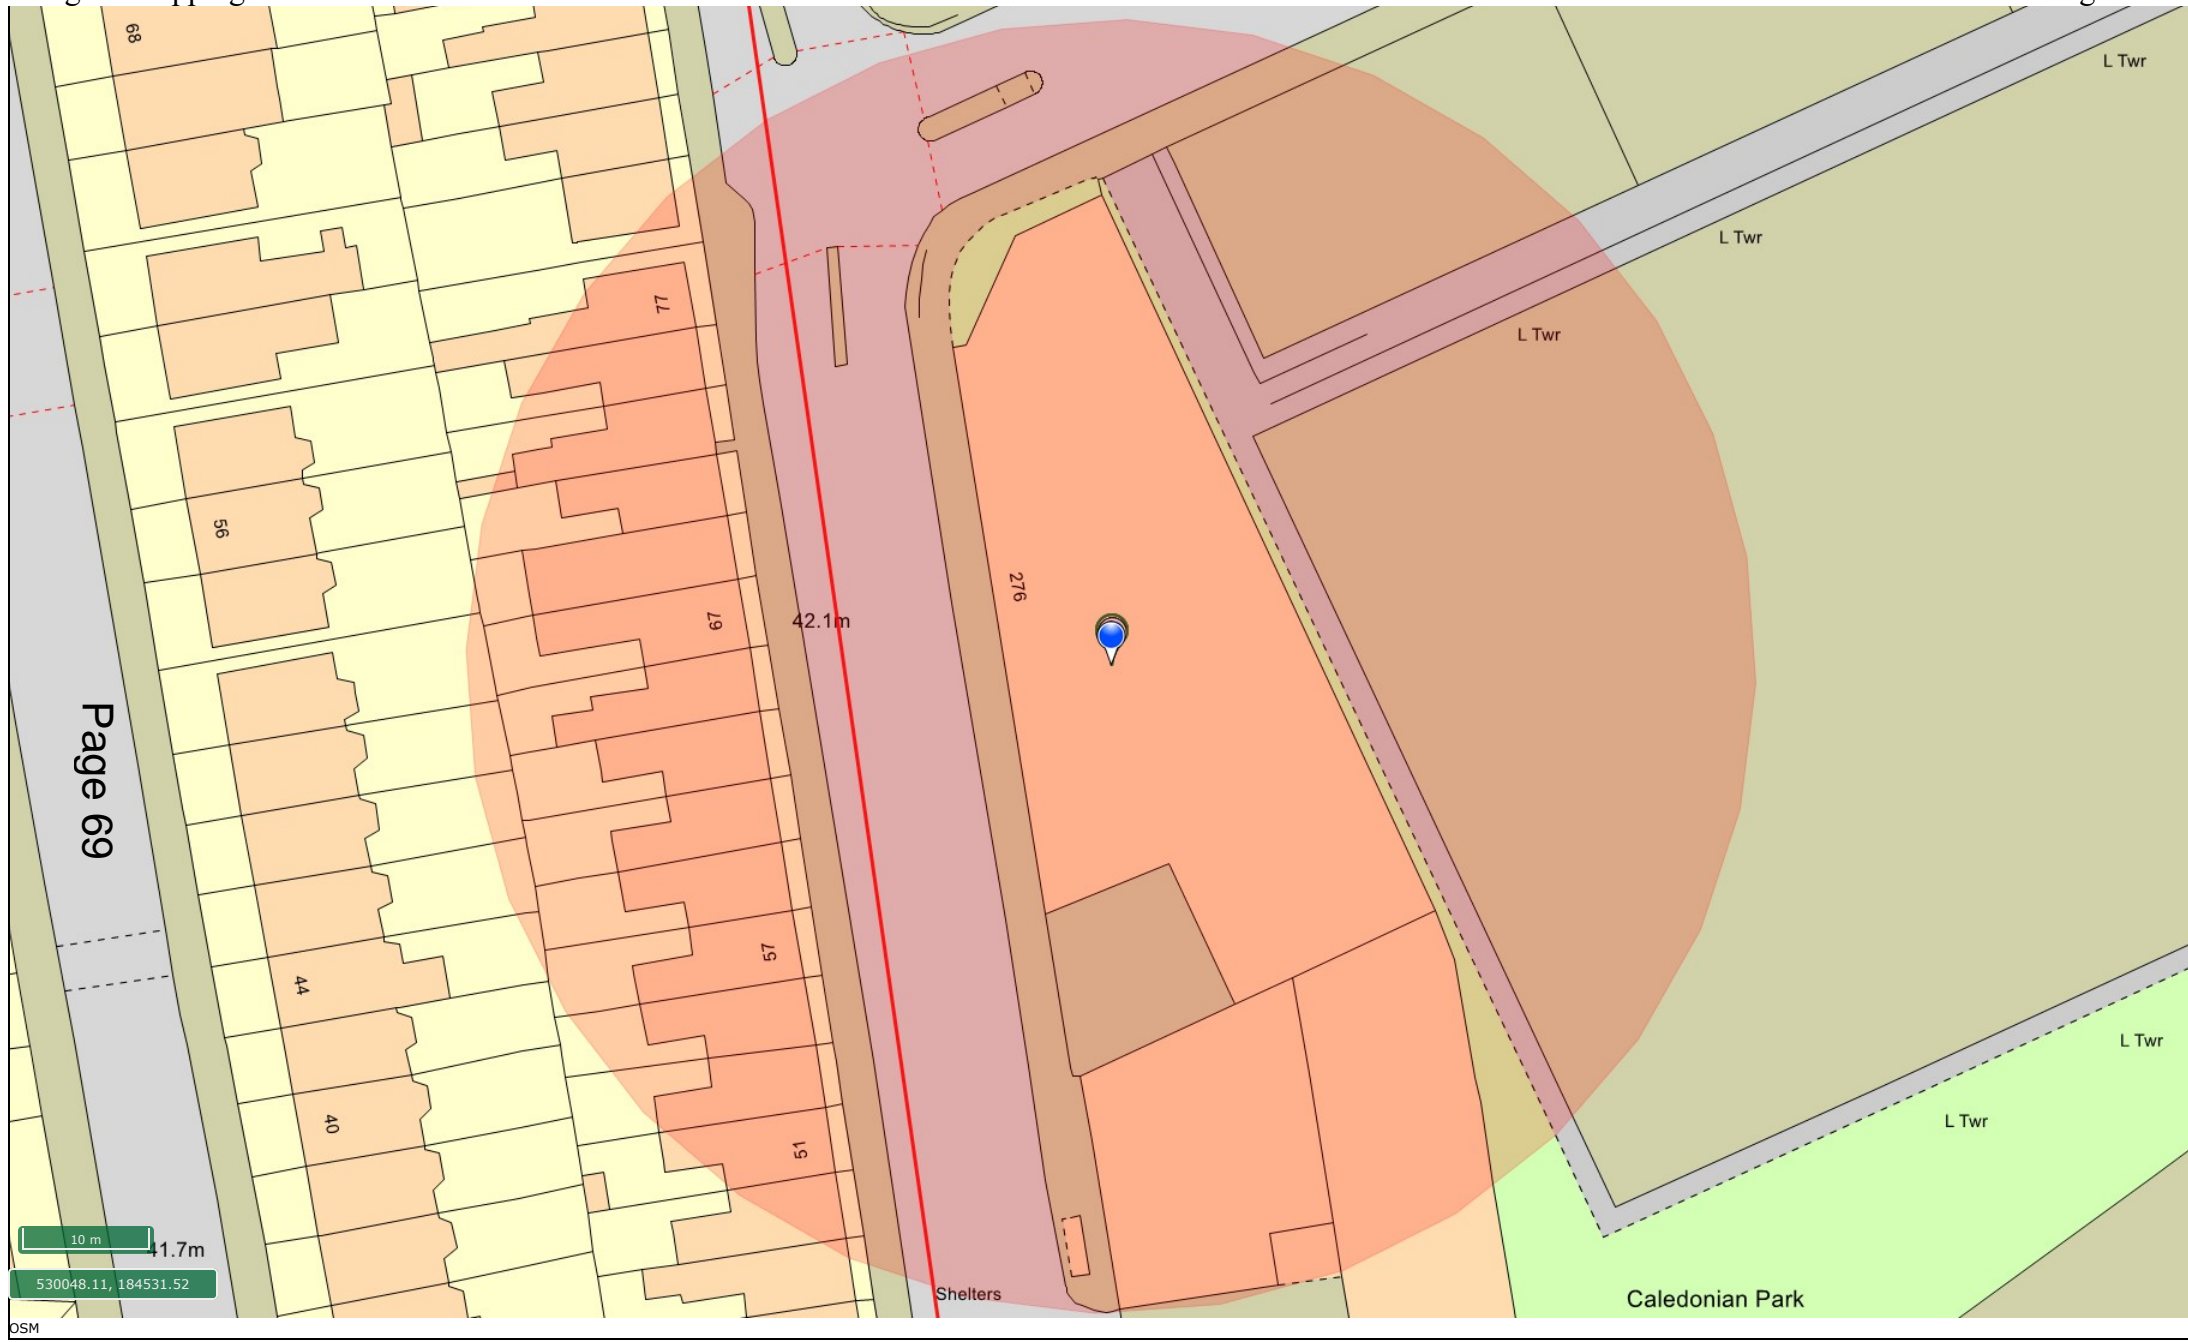 68
L Twr
L Twr
77
L Twr
56
276
67
42.1m
Page 69
57
44
L Twr
40
L Twr
51
10 m
41.7m
530048.11, 184531.52
Shelters
Caledonian Park
OSM